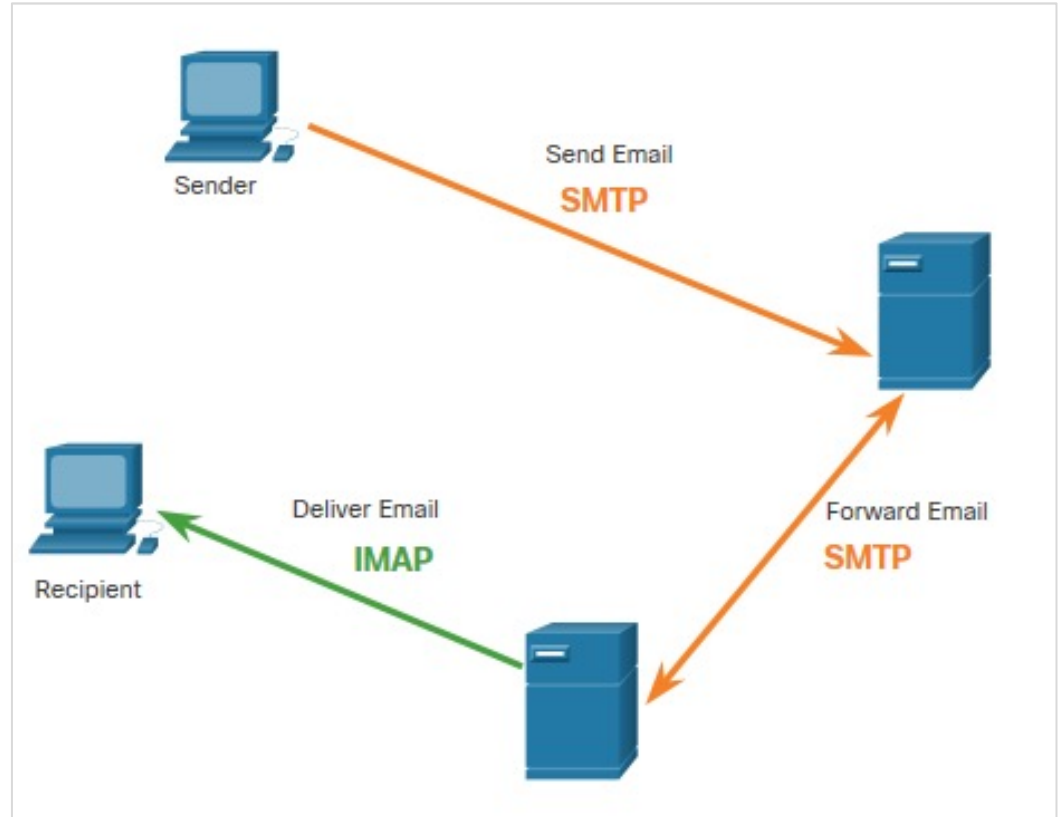 Sender
Send Email
SMTP
Deliver Email
IMAP
Forward Email
SMTP
Recipient